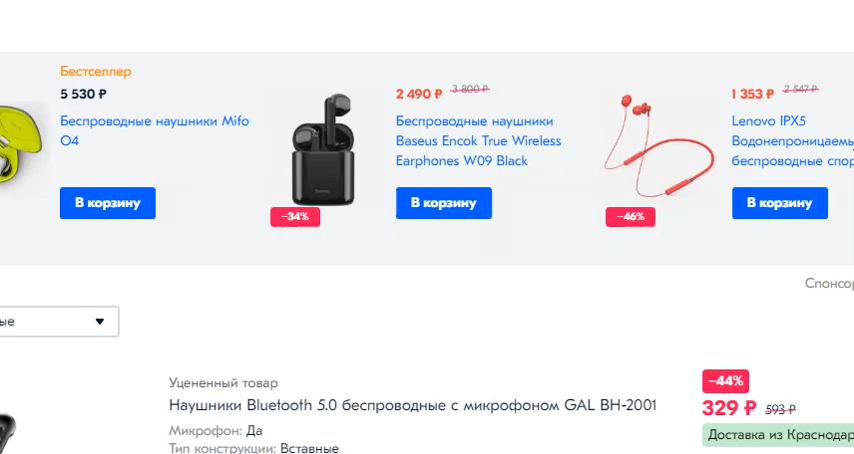 Бестселлер
5 530 ₽
Беспроводные наушники Mifo
O4
В корзину
−34%
2 490 ₽ 3 800 ₽
Беспроводные наушники
Baseus Encok True Wireless
Earphones W09 Black
В корзину
−46%
1 353 ₽ 2 547 ₽
Lenovo IPX5
Водонепроницаемы
беспроводные спор
В корзину
Спонсор
ые
Уцененный товар
Наушники Bluetooth 5.0 беспроводные с микрофоном GAL BH-2001
Микрофон: Да
Тип конструкции: Вставные
−44%
329 ₽ 593 ₽
Доставка из Краснодар